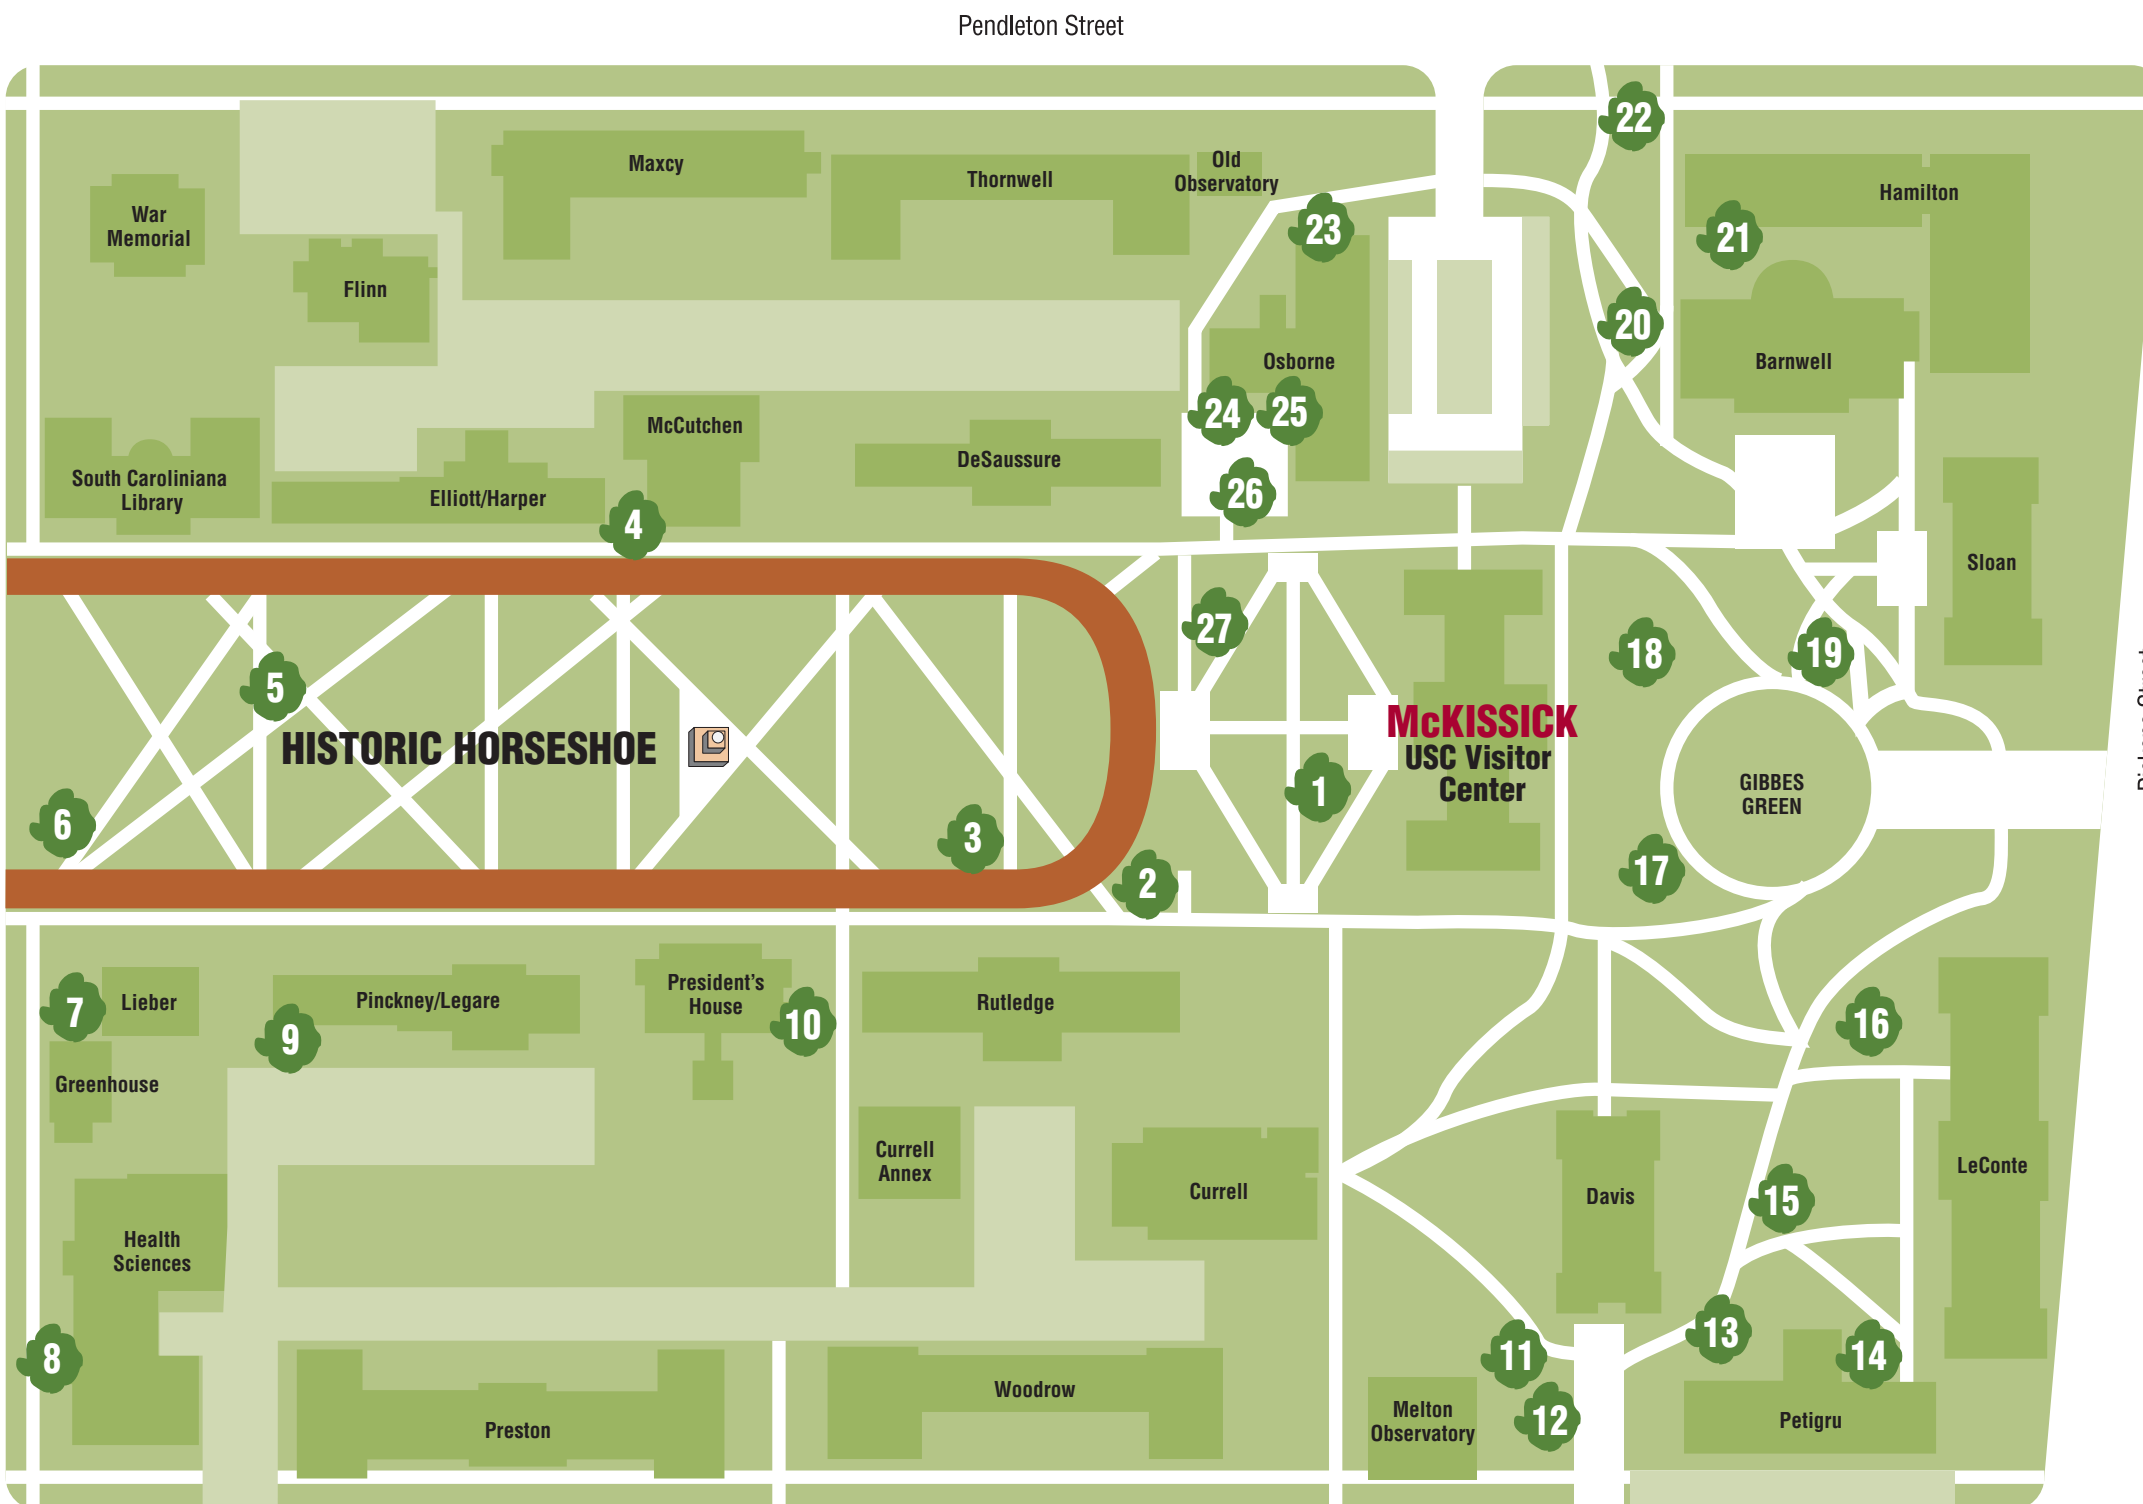 Pendleton Street
22
Maxcy
Old
Observatory
Thornwell
Hamilton
War
Memorial
23
21
Flinn
20
Osborne
Barnwell
24
25
McCutchen
DeSaussure
South Caroliniana
Library
Elliott/Harper
26
4
Sloan
27
18
19
5
McKISSICK
USC Visitor
Center
HISTORIC HORSESHOE
GIBBES
GREEN
1
6
3
17
2
7
Lieber
Pinckney/Legare
President's
House
Rutledge
9
10
16
Greenhouse
Currell
Annex
Currell
Davis
LeConte
15
Health
Sciences
13
8
11
14
Woodrow
Melton
Observatory
12
Petigru
Preston